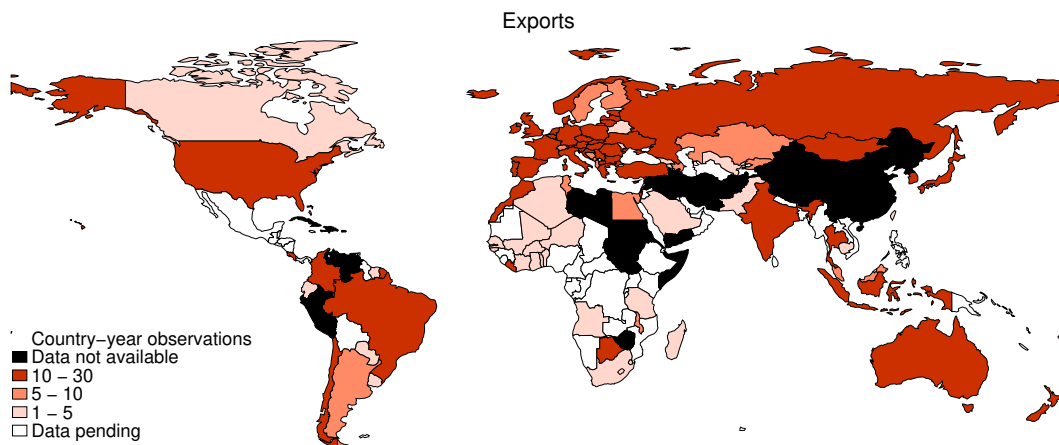 Exports
Country−year observations
Data not available
10 − 30
5 − 10
1 − 5
Data pending